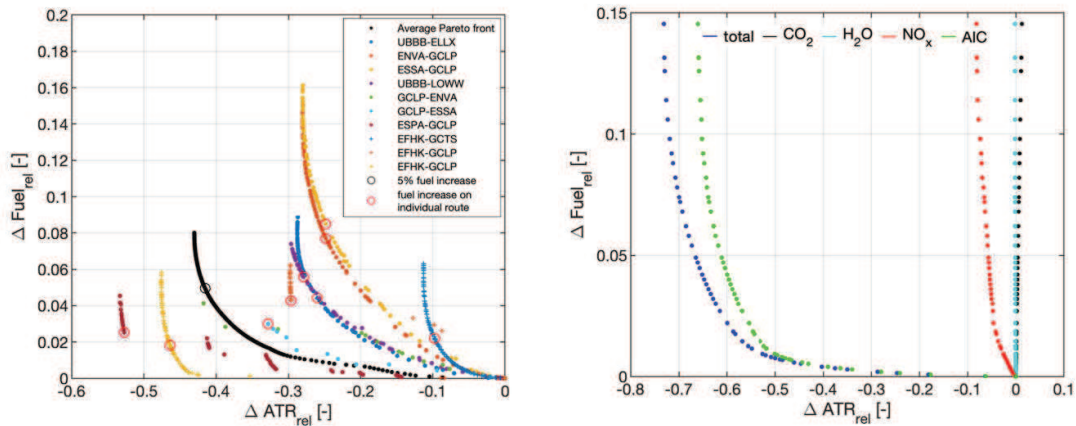 0.2
0.18
0.16
0.14
0.12
0.1
0.08
0.06
0.04
0.02
0
Δ Fuel_rel [-]
-0.6
-0.5
-0.4
-0.3
-0.2
-0.1
0
Δ ATR_rel [-]
Average Pareto front
UBBB-ELLX
ENVA-GCLP
ESSA-GCLP
UBBB-LOWW
GCLP-ENVA
GCLP-ESSA
ESPA-GCLP
EFHK-GCTS
EFHK-GCLP
EFHK-GCLP
5% fuel increase
fuel increase on
individual route
0.15
0.1
0.05
0
Δ Fuel_rel [-]
total CO₂ H₂O NOₓ AIC
-0.8
-0.7
-0.6
-0.5
-0.4
-0.3
-0.2
-0.1
0
0.1
Δ ATR_rel [-]